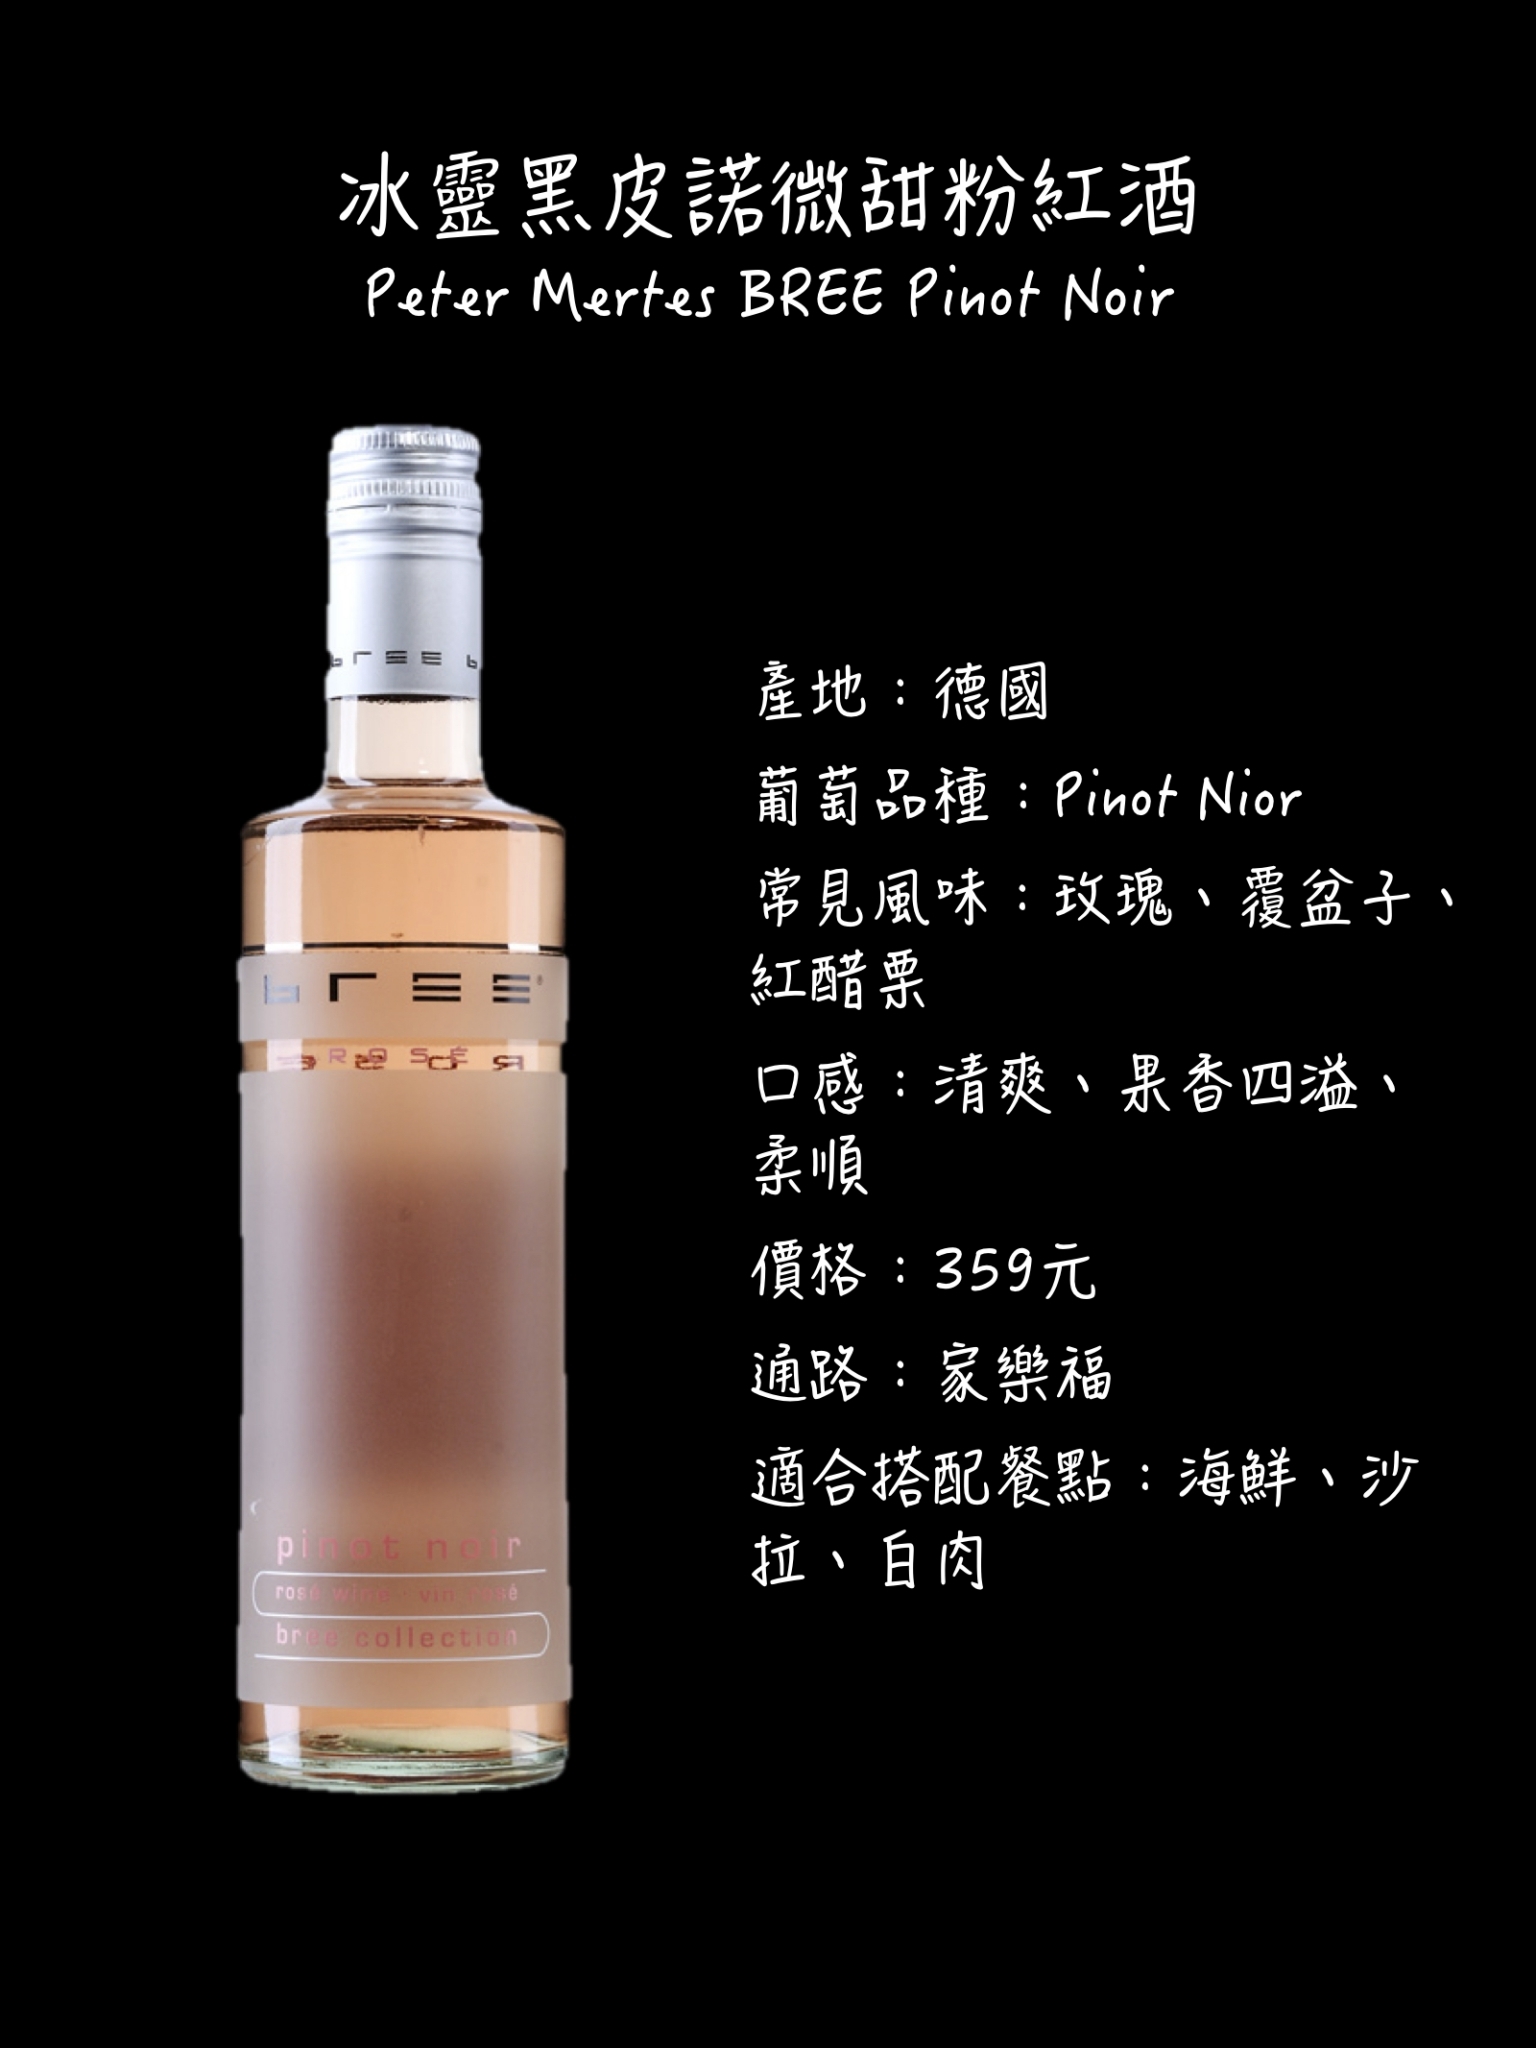 冰靈黑皮諾微甜粉紅酒
Peter Mertes BREE Pinot Noir
bree b
產地：德國
葡萄品種：Pinot Nior
常見風味：玫瑰、覆盆子、
紅醋栗
bree®
ROSÉ
口感：清爽、果香四溢、
柔順
價格：359元
通路：家樂福
適合搭配餐點：海鮮、沙
拉、白肉
pinot noir
rosé wine · vin rosé
bree collection